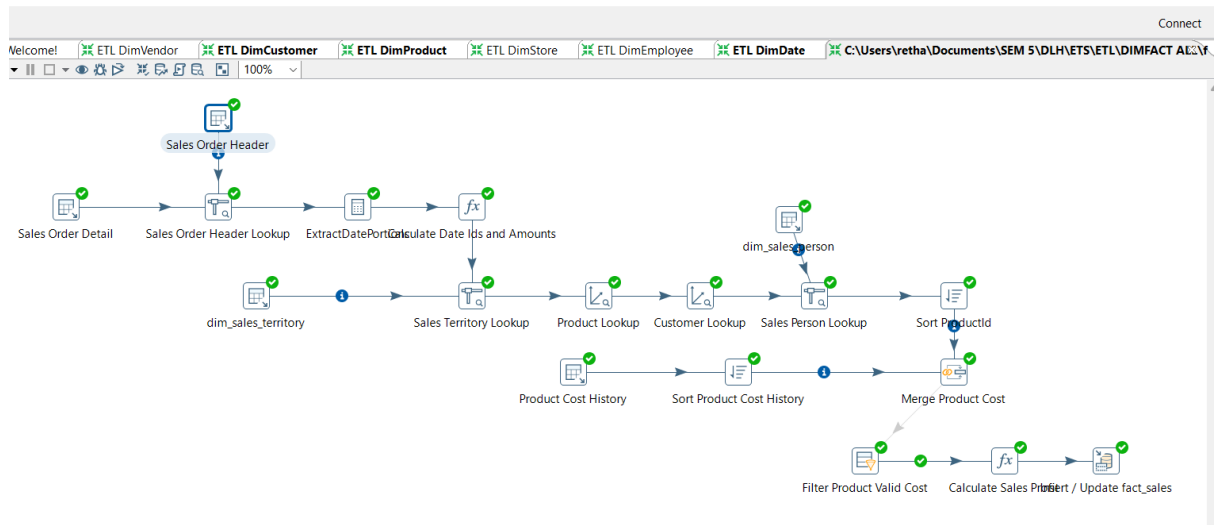 Connect
Welcome! ETL DimVendor ETL DimCustomer ETL DimProduct ETL DimStore ETL DimEmployee ETL DimDate C:\Users\retha\Documents\SEM 5\DLH\ETS\ETL\DIMFACT
100%
Sales Order Header
Sales Order Detail Sales Order Header Lookup ExtractDatePortions Calculate Date Ids and Amounts
dim_sales_person
dim_sales_territory Sales Territory Lookup Product Lookup Customer Lookup Sales Person Lookup Sort ProductId
Product Cost History Sort Product Cost History Merge Product Cost
Filter Product Valid Cost Calculate Sales Profit Insert / Update fact_sales